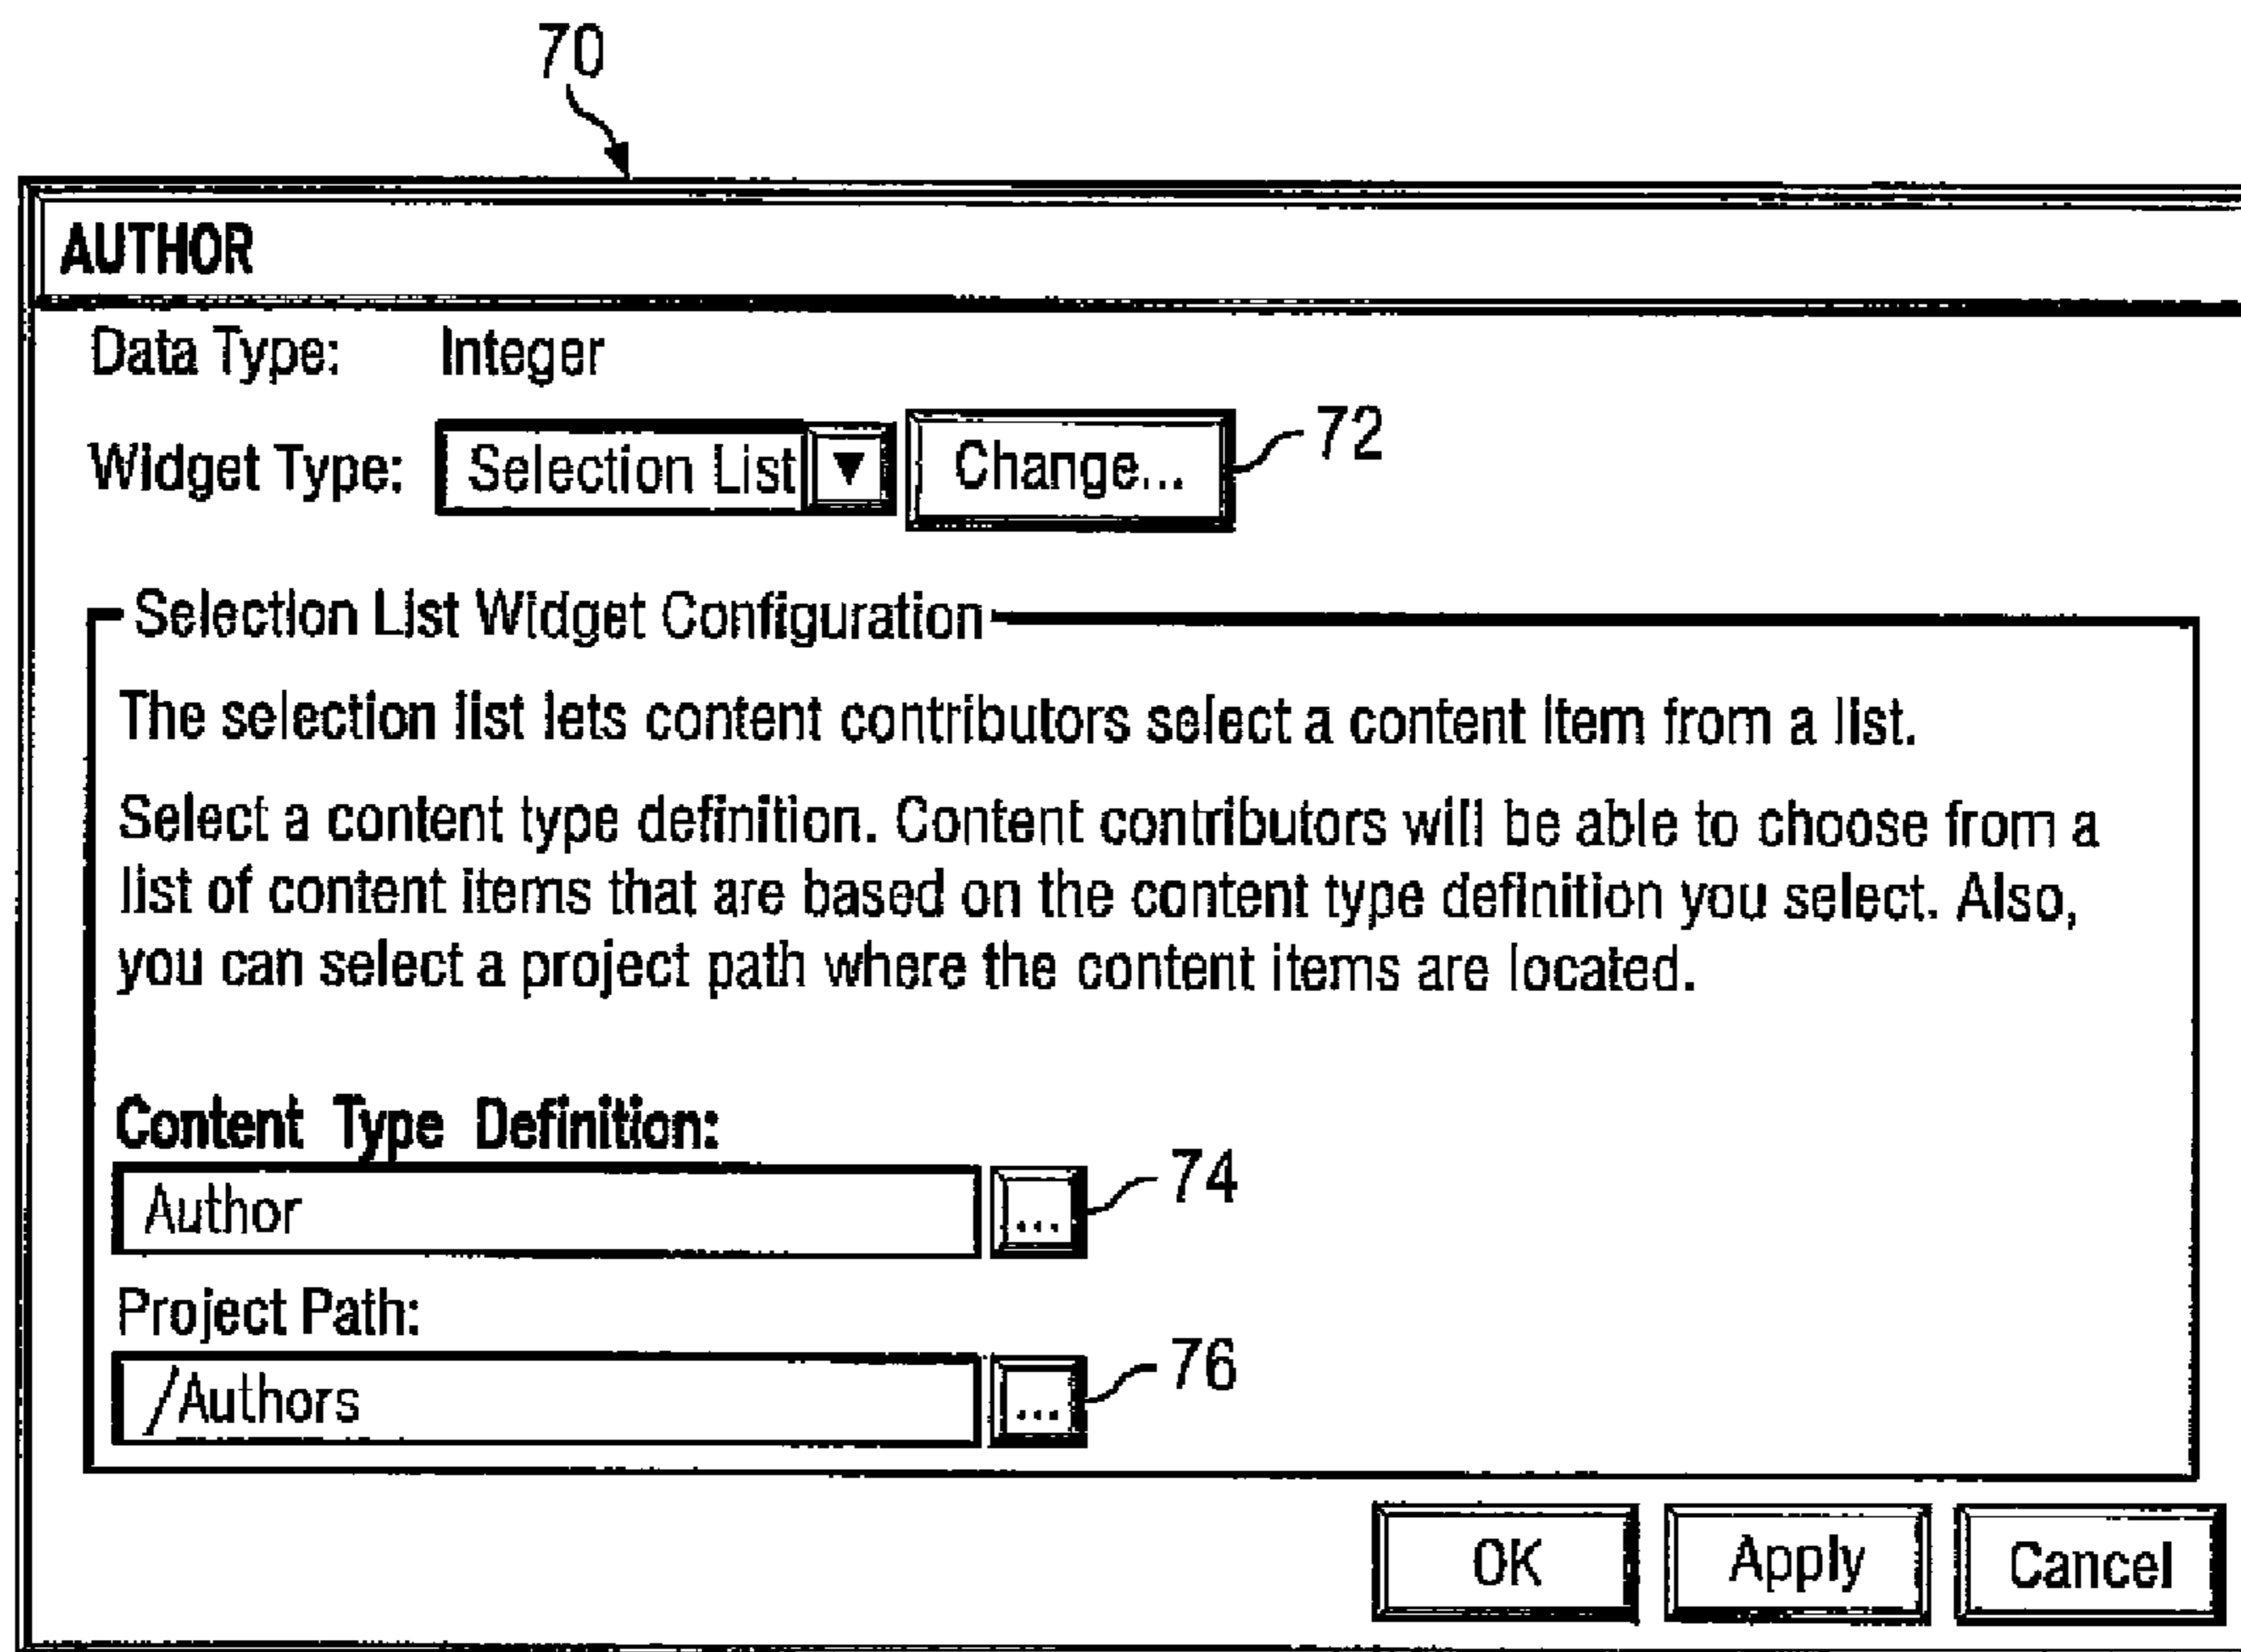 70
AUTHOR
Data Type: Integer
Widget Type: Selection List Change... 72
Selection List Widget Configuration
The selection list lets content contributors select a content item from a list.
Select a content type definition. Content contributors will be able to choose from a
list of content items that are based on the content type definition you select. Also,
you can select a project path where the content items are located.
Content Type Definition:
Author ... 74
Project Path:
/Authors ... 76
OK Apply Cancel